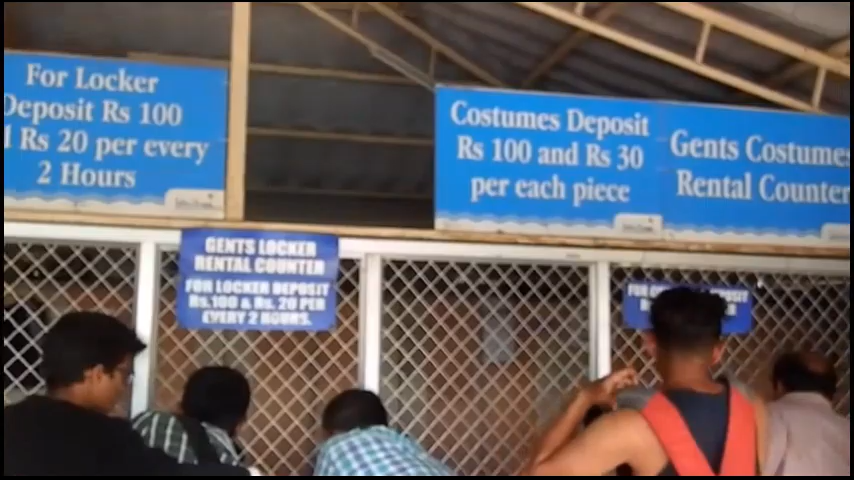 For Locker
Deposit Rs 100
Rs 20 per every
2 Hours
Costumes Deposit
Rs 100 and Rs 30
per each piece
Gents Costumes
Rental Counter
GENTS LOCKER
RENTAL COUNTER
FOR LOCKER DEPOSIT
Rs.100 & Rs. 20 PER
EVERY 2 HOURS.
FOR